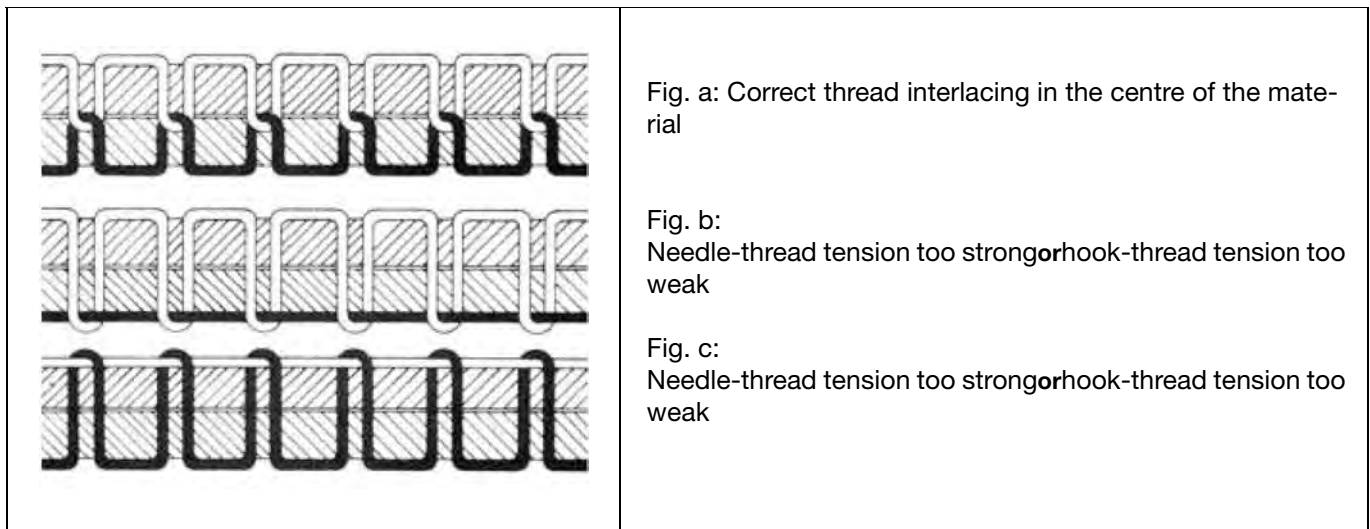 Fig. a: Correct thread interlacing in the centre of the mate-
rial
Fig. b:
Needle-thread tension too strongorhook-thread tension too
weak
Fig. c:
Needle-thread tension too strongorhook-thread tension too
weak